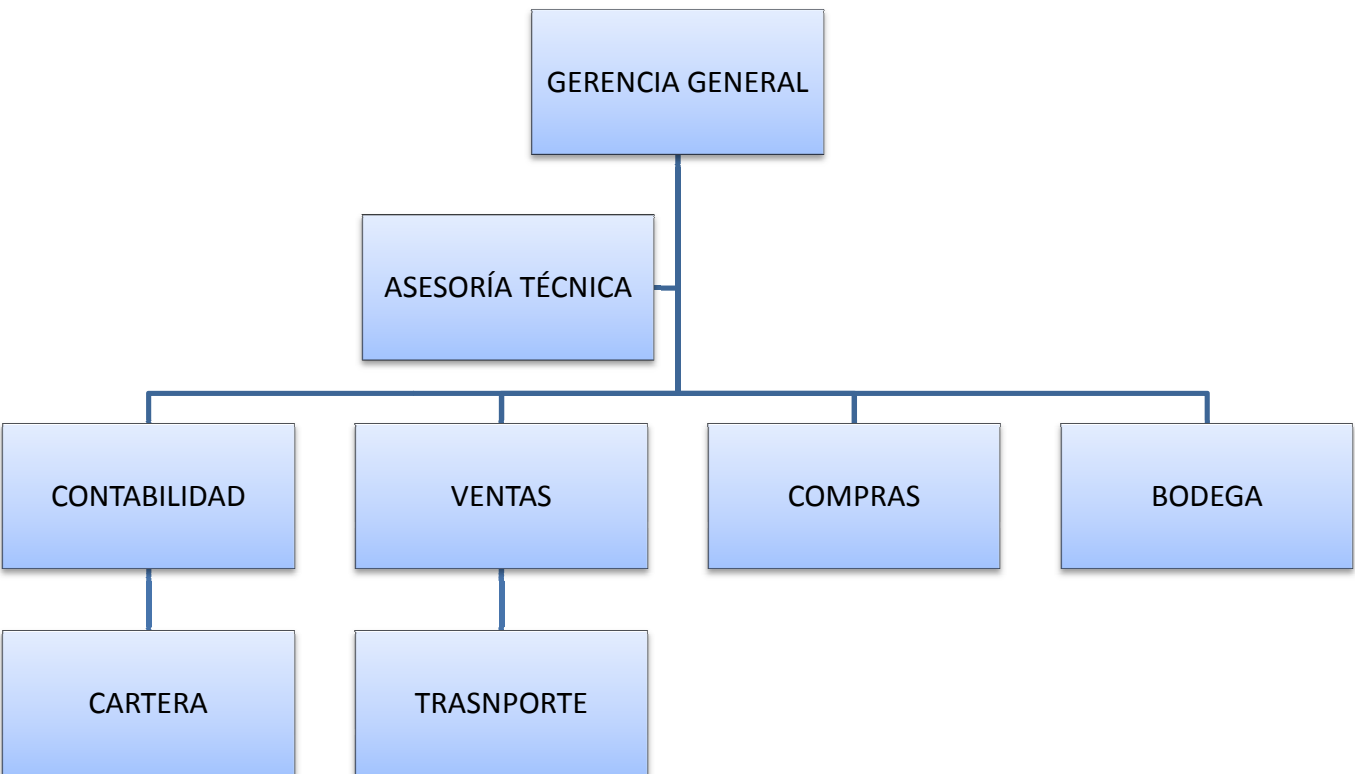 GERENCIA GENERAL
ASESORÍA TÉCNICA
CONTABILIDAD
VENTAS
COMPRAS
BODEGA
CARTERA
TRASNPORTE